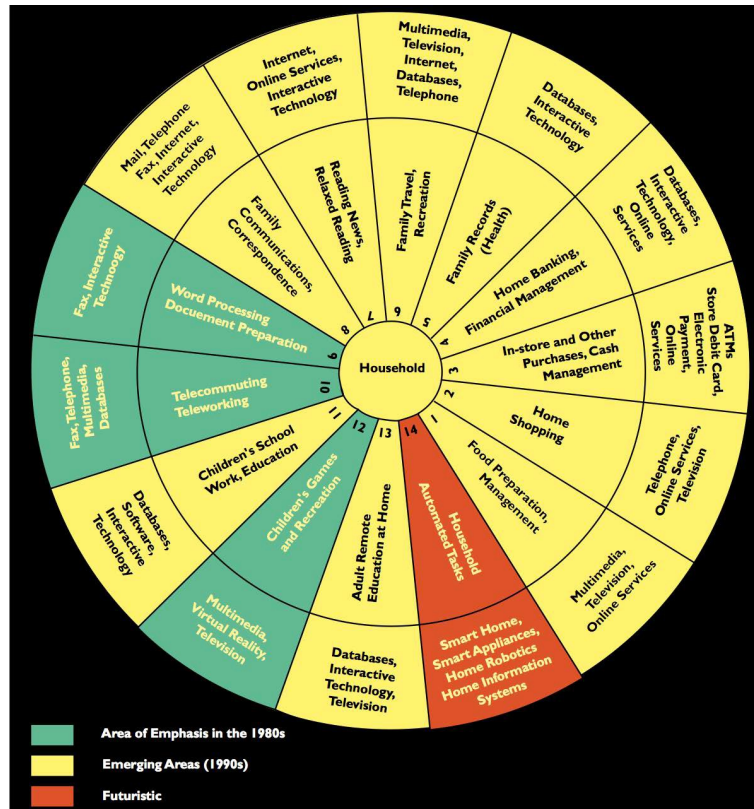 Household
1
Food Preparation,
Management
Multimedia,
Television,
Online Services
2
Home
Shopping
Telephone,
Online Services,
Television
3
In-store and Other
Purchases, Cash
Management
ATMs
Store Debit Card,
Electronic
Payment,
Online
Services
4
Home Banking,
Financial Management
Databases,
Interactive
Technology,
Online
Services
5
Family Records
(Health)
Databases,
Interactive
Technology
6
Family Travel,
Recreation
Multimedia,
Television,
Internet,
Databases,
Telephone
7
Reading News,
Relaxed Reading
Internet,
Online Services,
Interactive
Technology
8
Family
Communications,
Correspondence
Mail, Telephone
Fax, Internet,
Interactive
Technology
9
Word Processing
Docuement Preparation
Fax, Interactive
Technoogy
10
Telecommuting
Teleworking
Fax, Telephone,
Multimedia,
Databases
11
Children's School
Work, Education
Databases,
Software,
Interactive
Technology
12
Children's Games
and Recreation
Multimedia,
Virtual Reality,
Television
13
Adult Remote
Education at Home
Databases,
Interactive
Technology,
Television
14
Household
Automated Tasks
Smart Home,
Smart Appliances,
Home Robotics
Home Information
Systems
Area of Emphasis in the 1980s
Emerging Areas (1990s)
Futuristic